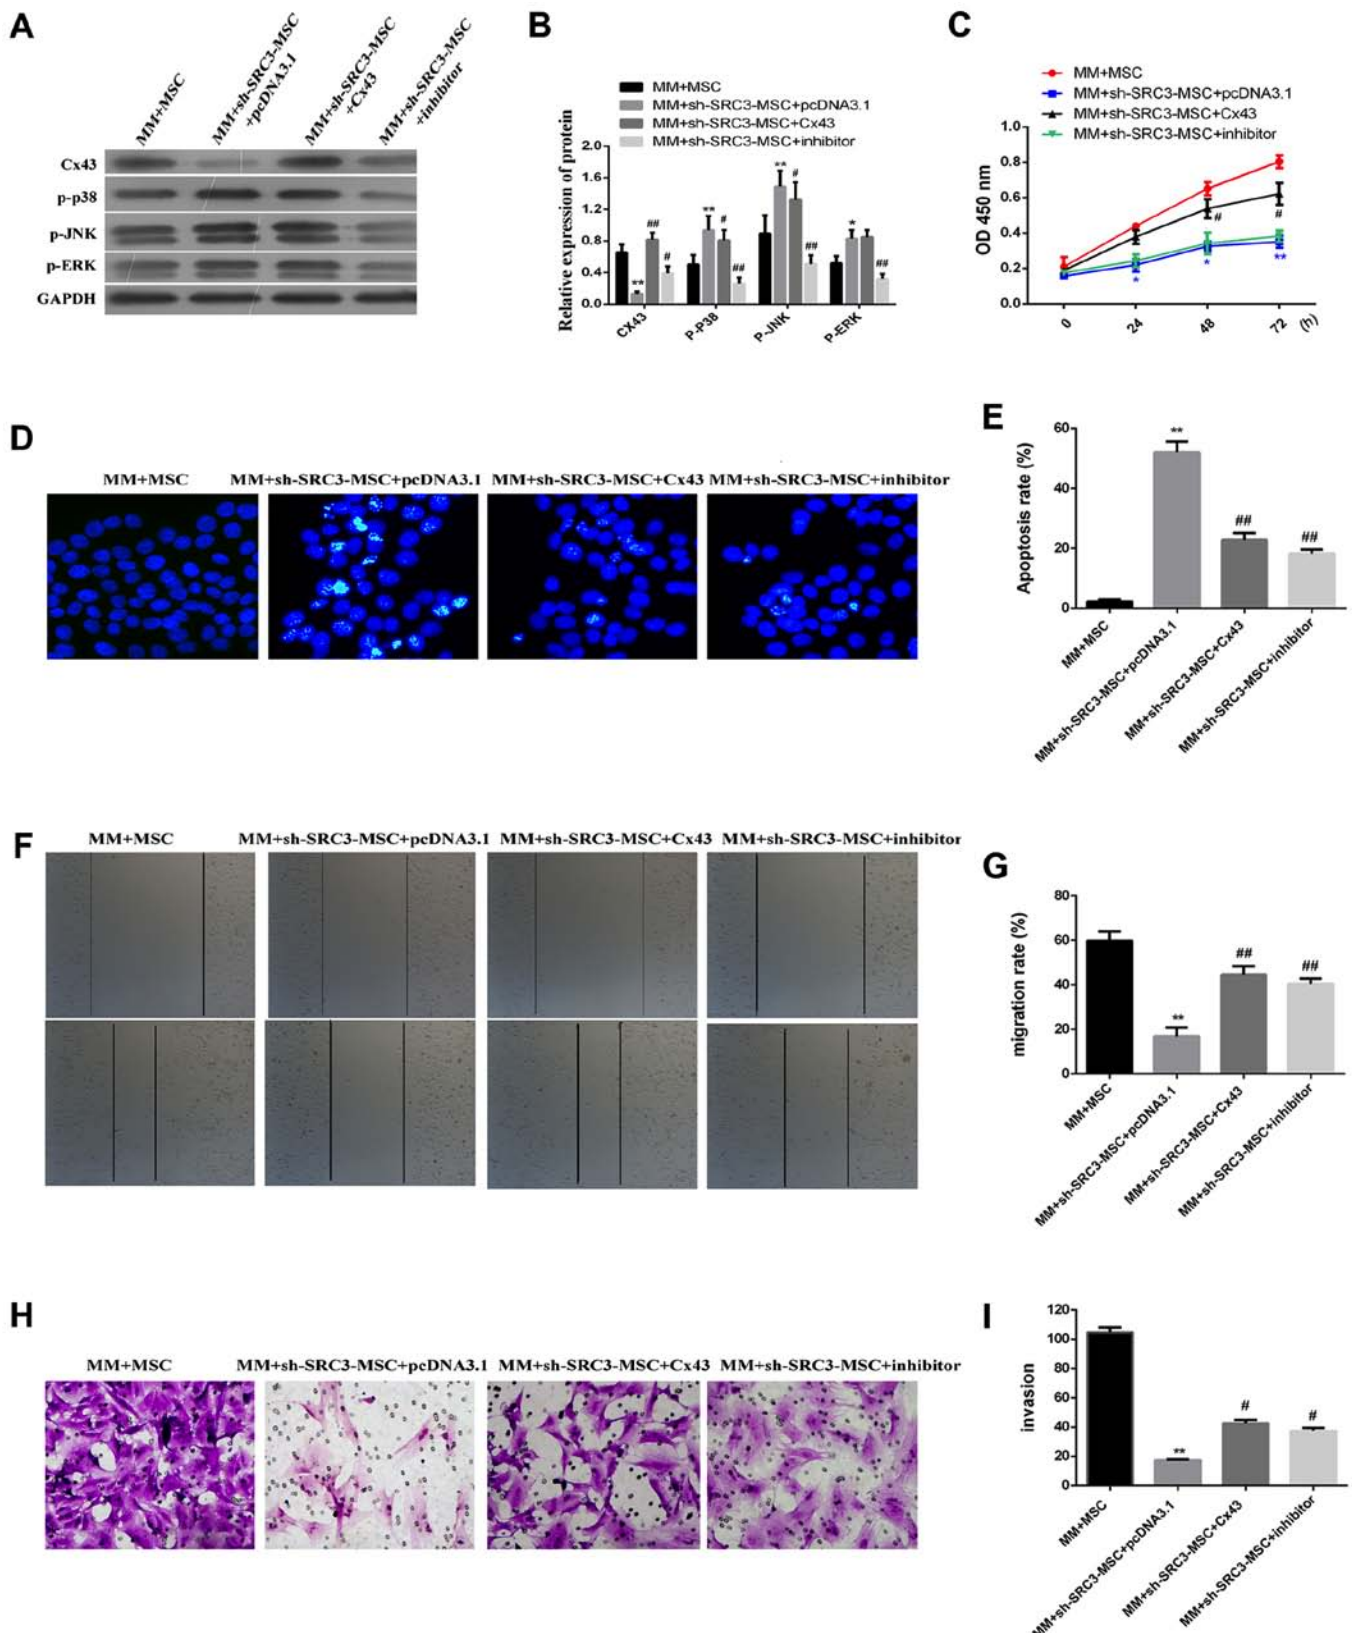 A
MM+MSC
MM+sh-SRC3-MSC
+pcDNA3.1
MM+sh-SRC3-MSC
+Cx43
MM+sh-SRC3-MSC
+inhibitor
Cx43
p-p38
p-JNK
p-ERK
GAPDH
B
MM+MSC
MM+sh-SRC3-MSC+pcDNA3.1
MM+sh-SRC3-MSC+Cx43
MM+sh-SRC3-MSC+inhibitor
Relative expression of protein
2.0
1.6
1.2
0.8
0.4
0.0
**
##
#
**
#
##
**
#
##
*
##
CX43
P-P38
P-JNK
P-ERK
C
MM+MSC
MM+sh-SRC3-MSC+pcDNA3.1
MM+sh-SRC3-MSC+Cx43
MM+sh-SRC3-MSC+inhibitor
OD 450 nm
1.0
0.8
0.6
0.4
0.2
0.0
*
#
*
#
**
0
24
48
72
(h)
D
MM+MSC
MM+sh-SRC3-MSC+pcDNA3.1
MM+sh-SRC3-MSC+Cx43
MM+sh-SRC3-MSC+inhibitor
E
Apoptosis rate (%)
60
40
20
0
**
##
##
MM+MSC
MM+sh-SRC3-MSC+pcDNA3.1
MM+sh-SRC3-MSC+Cx43
MM+sh-SRC3-MSC+inhibitor
F
MM+MSC
MM+sh-SRC3-MSC+pcDNA3.1
MM+sh-SRC3-MSC+Cx43
MM+sh-SRC3-MSC+inhibitor
G
migration rate (%)
80
60
40
20
0
**
##
##
MM+MSC
MM+sh-SRC3-MSC+pcDNA3.1
MM+sh-SRC3-MSC+Cx43
MM+sh-SRC3-MSC+inhibitor
H
MM+MSC
MM+sh-SRC3-MSC+pcDNA3.1
MM+sh-SRC3-MSC+Cx43
MM+sh-SRC3-MSC+inhibitor
I
invasion
120
100
80
60
40
20
0
**
#
#
MM+MSC
MM+sh-SRC3-MSC+pcDNA3.1
MM+sh-SRC3-MSC+Cx43
MM+sh-SRC3-MSC+inhibitor